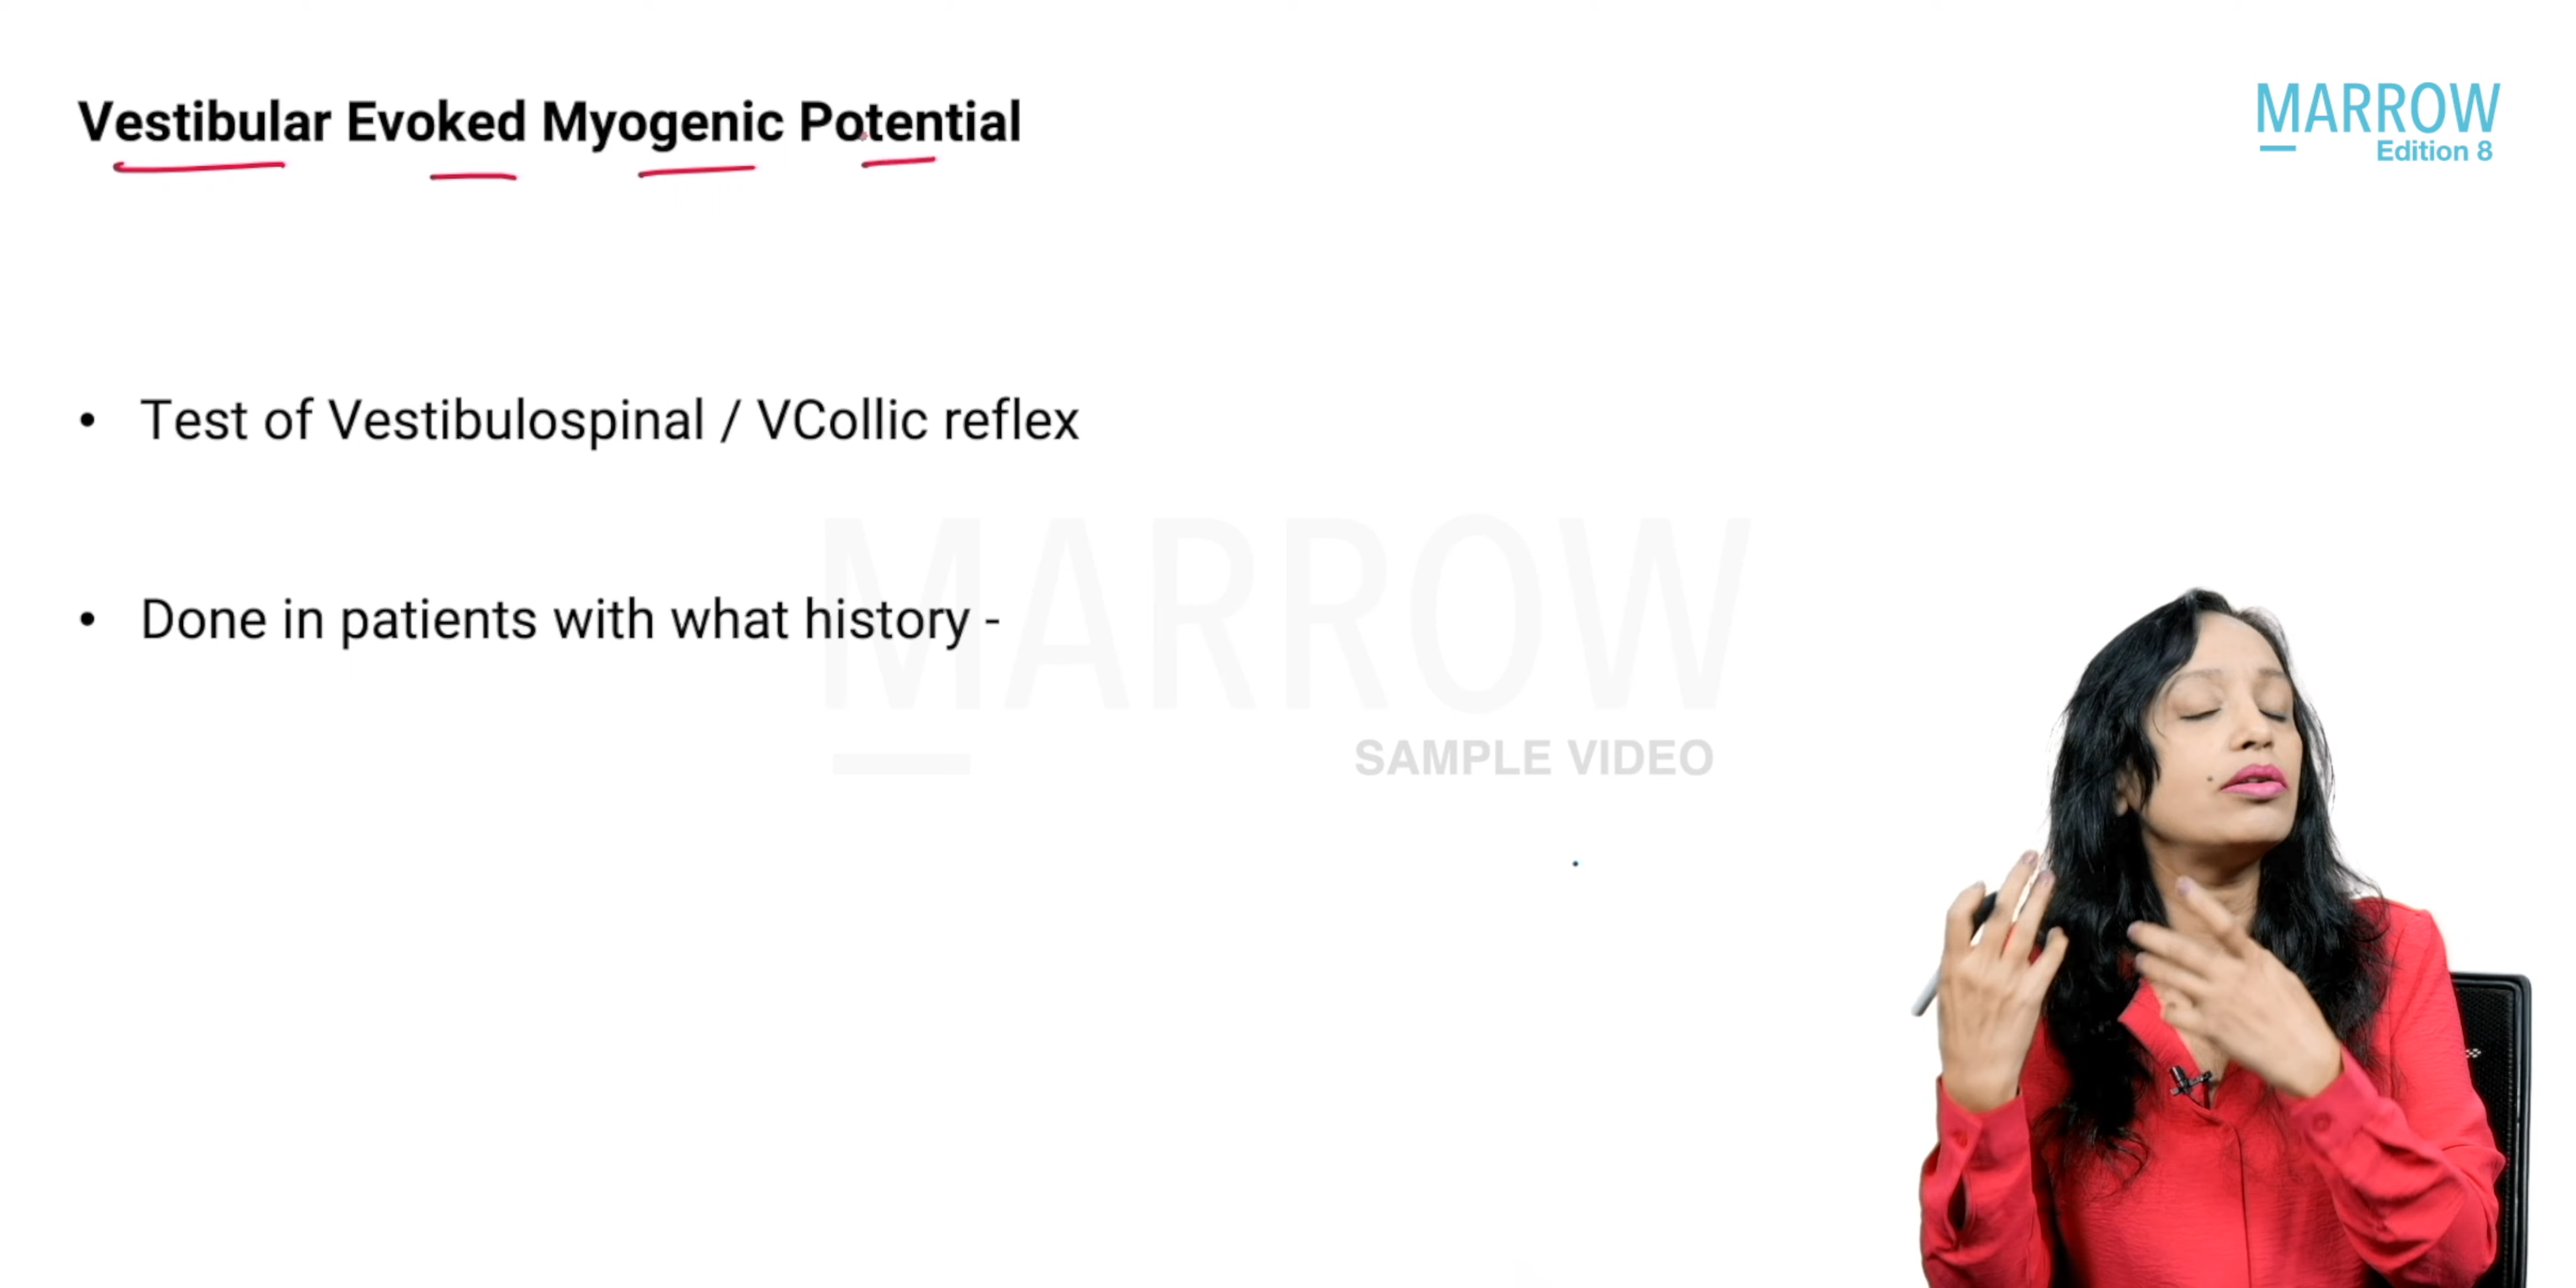 Vestibular Evoked Myogenic Potential
MARROW
Edition 8
• Test of Vestibulospinal / VCollic reflex
• Done in patients with what history -
MARROW
SAMPLE VIDEO